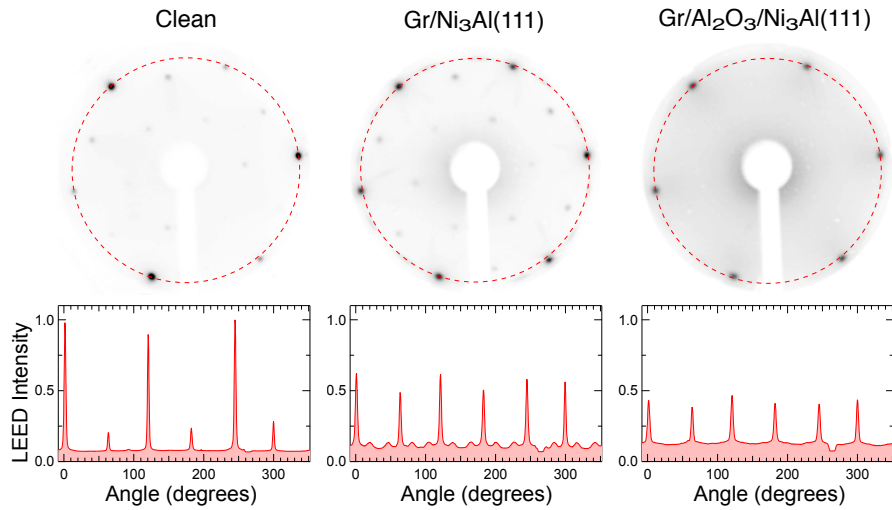 Clean
Gr/Ni₃Al(111)
Gr/Al₂O₃/Ni₃Al(111)
LEED Intensity
1.0
0.5
0.0
0 100 200 300
Angle (degrees)
1.0
0.5
0.0
0 100 200 300
Angle (degrees)
1.0
0.5
0.0
0 100 200 300
Angle (degrees)